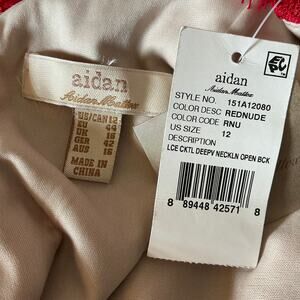 aidan
Aidan Mattox
US/CAN 12
EU 44
UK 16
GER 42
AUS 16
MADE IN
CHINA
aidan
Aidan Mattox
STYLE NO. 151A12080
COLOR DESC REDNUDE
COLOR CODE RNU
US SIZE 12
DESCRIPTION
LCE CKTL DEEPV NECKLN OPEN BCK
8 89448 42571 8